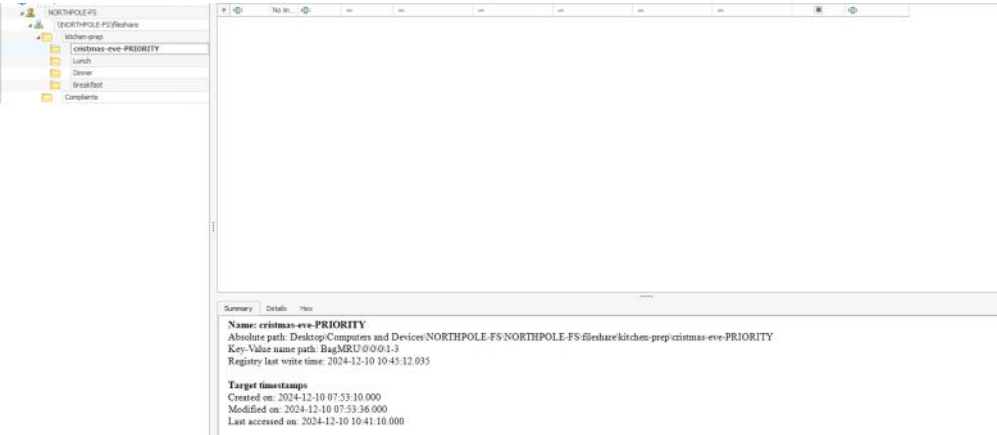 NORTHPOLE-FS
\\NORTHPOLE-FS\fileshare
kitchen-prep
cristmas-eve-PRIORITY
Lunch
Dinner
Breakfast
Complaints
No im...
Summary Details Hex
Name: cristmas-eve-PRIORITY
Absolute path: Desktop\Computers and Devices\NORTHPOLE-FS\NORTHPOLE-FS\fileshare\kitchen-prep\cristmas-eve-PRIORITY
Key-Value name path: BagMRU\0\0\0\1-3
Registry last write time: 2024-12-10 10:45:12.035
Target timestamps
Created on: 2024-12-10 07:53:10.000
Modified on: 2024-12-10 07:53:36.000
Last accessed on: 2024-12-10 10:41:10.000